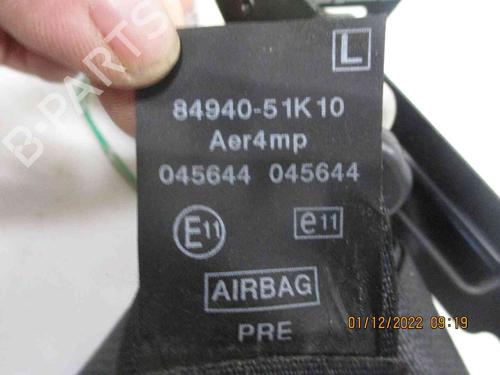 L
84940-51K10
Aer4mp
045644 045644
E11 e11
AIRBAG
PRE
01/12/2022 09:19
B-PARTS